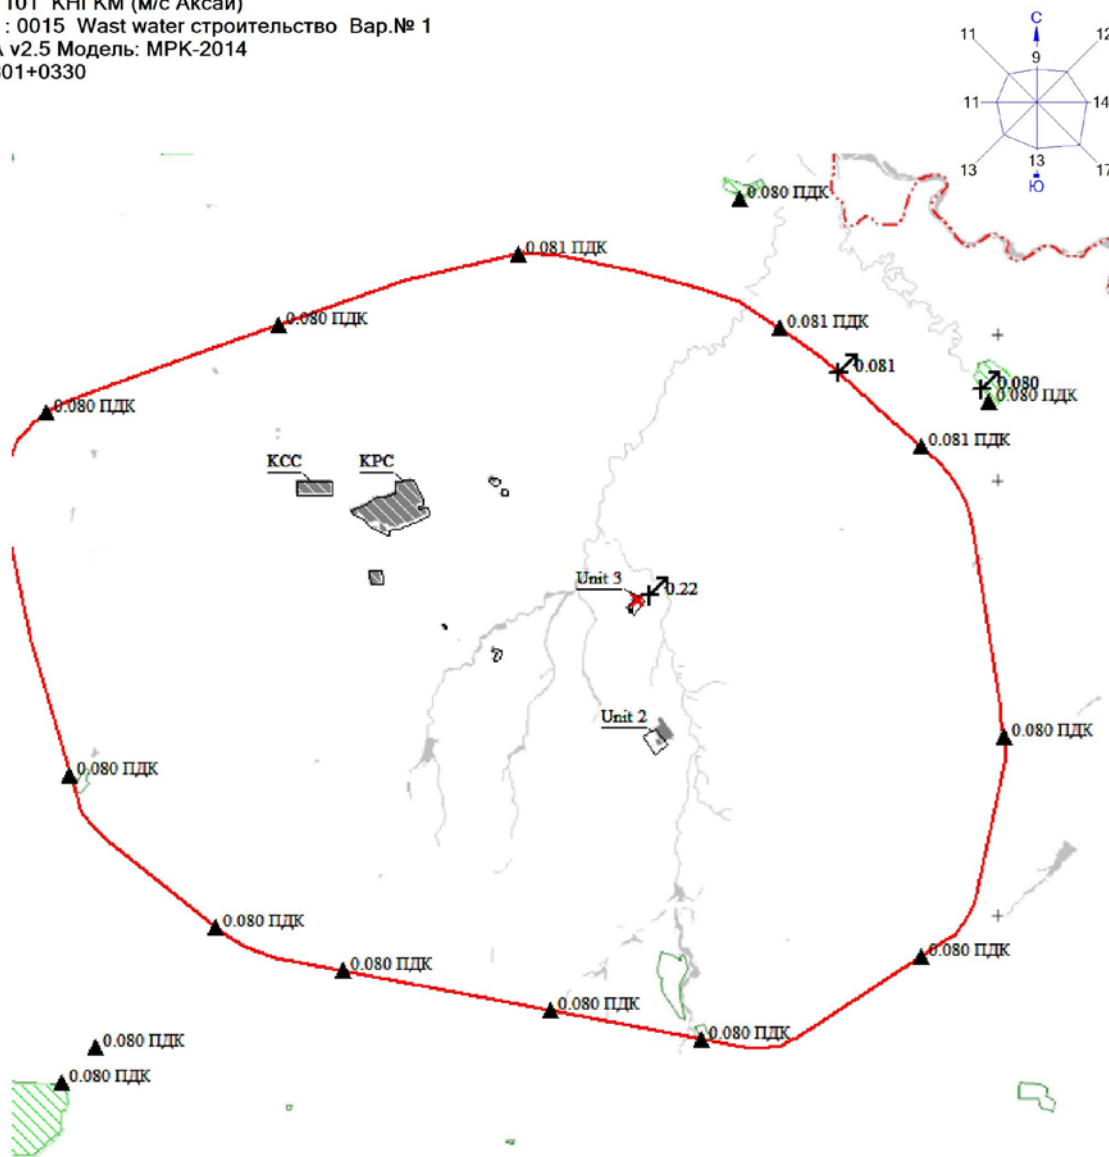 101 КНГКМ (м/с Аксай)
: 0015 Wast water строительство Вар.№ 1
v2.5 Модель: МРК-2014
01+0330
С
11
12
9
11
14
13
13
17
Ю
0.080 ПДК
0.081 ПДК
0.080 ПДК
0.081 ПДК
0.081
0.080
0.080 ПДК
0.080 ПДК
0.081 ПДК
КСС КРС
Unit 3
0.22
Unit 2
0.080 ПДК
0.080 ПДК
0.080 ПДК
0.080 ПДК
0.080 ПДК
0.080 ПДК
0.080 ПДК
0.080 ПДК
0.080 ПДК